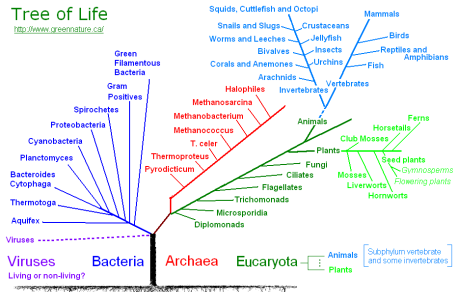 Tree of Life
http://www.greennature.ca/
Squids, Cuttlefish and Octopi
Snails and Slugs
Worms and Leeches
Bivalves
Corals and Anemones
Arachnids
Invertebrates
Crustaceans
Jellyfish
Insects
Urchins
Mammals
Birds
Reptiles and
Amphibians
Fish
Vertebrates
Green
Filamentous
Bacteria
Gram
Positives
Spirochetes
Proteobacteria
Cyanobacteria
Planctomyces
Bacteroides
Cytophaga
Thermotoga
Aquifex
Viruses
Halophiles
Methanosarcina
Methanobacterium
Methanococcus
T. celer
Thermoproteus
Pyrodicticum
Animals
Plants
Fungi
Ciliates
Flagellates
Trichomonads
Microsporidia
Diplomonads
Ferns
Horsetails
Club Mosses
Seed plants
Gymnosperms
Flowering plants
Mosses
Liverworts
Hornworts
Viruses
Living or non-living?
Bacteria
Archaea
Eucaryota
Animals
Plants
Subphylum vertebrate
and some invertebrates